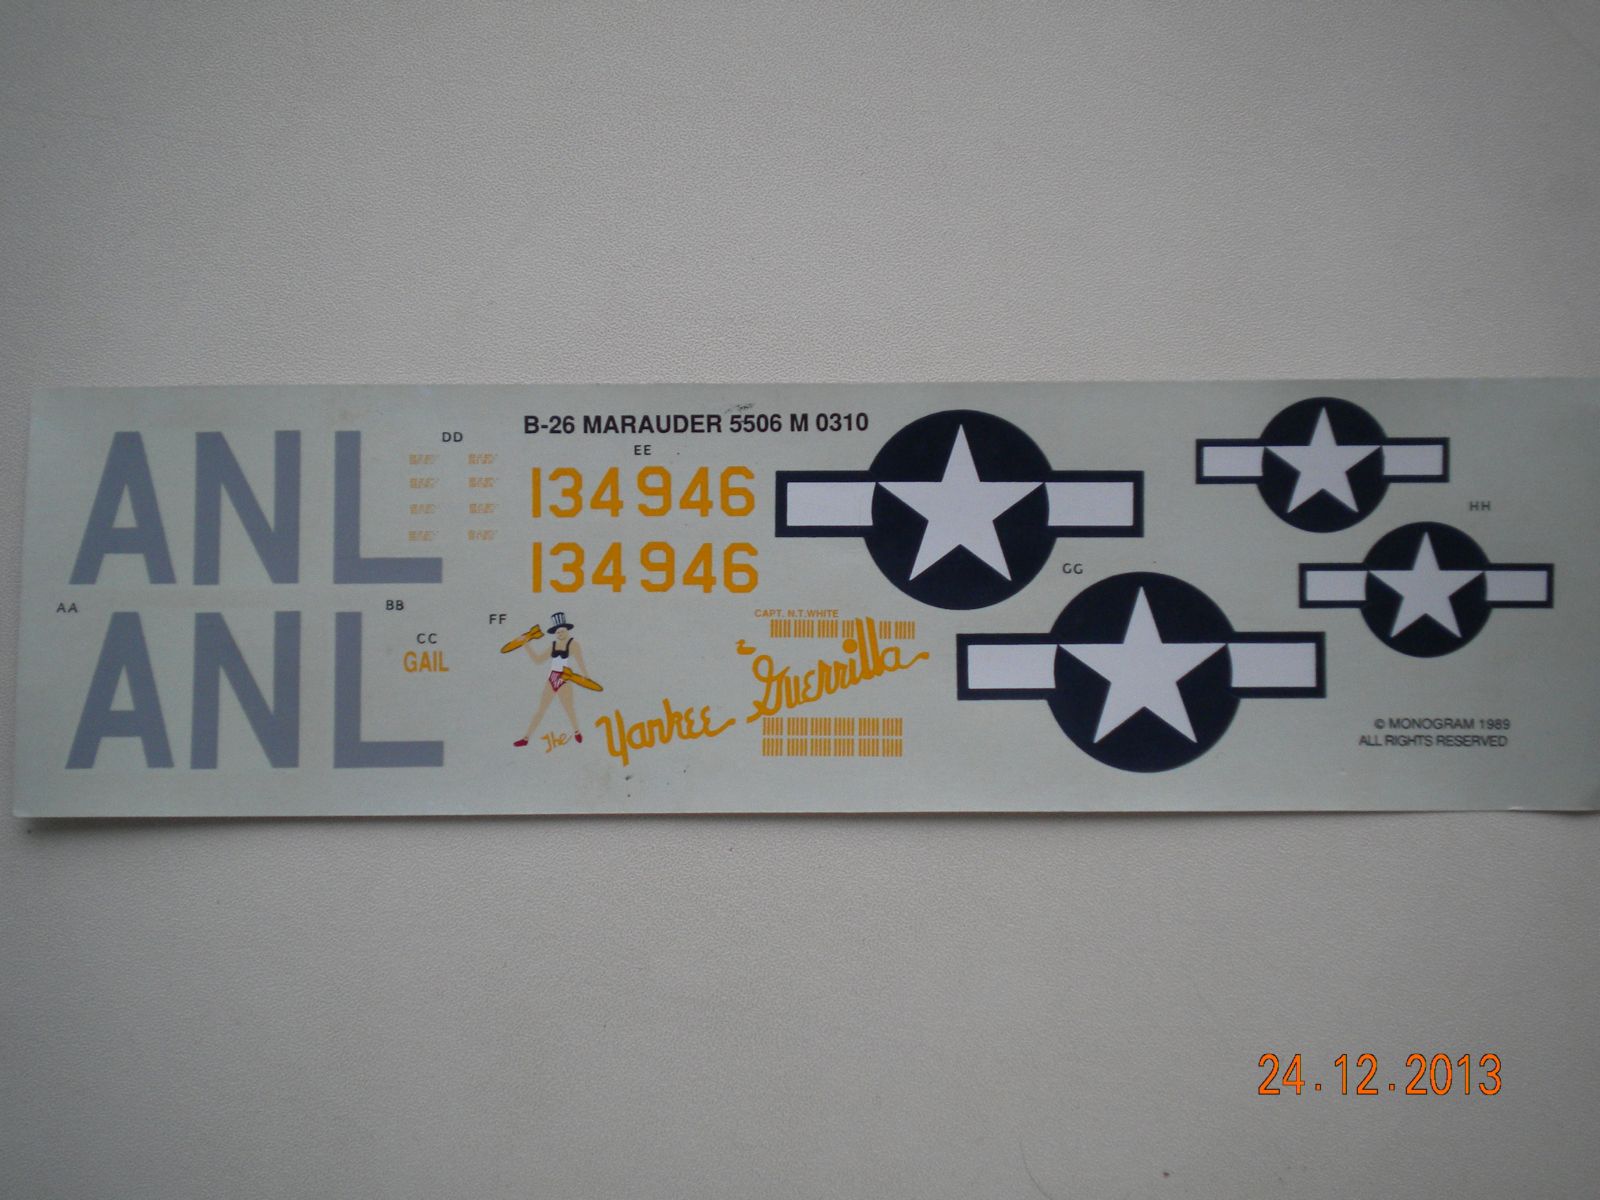 B-26 MARAUDER 5506 M 0310
ANL
DD
EE
134946
134946
HH
GG
AA
BB
ANL
CC
GAIL
FF
CAPT. N.T. WHITE
The Yankee Guerrilla
© MONOGRAM 1989
ALL RIGHTS RESERVED
24.12.2013